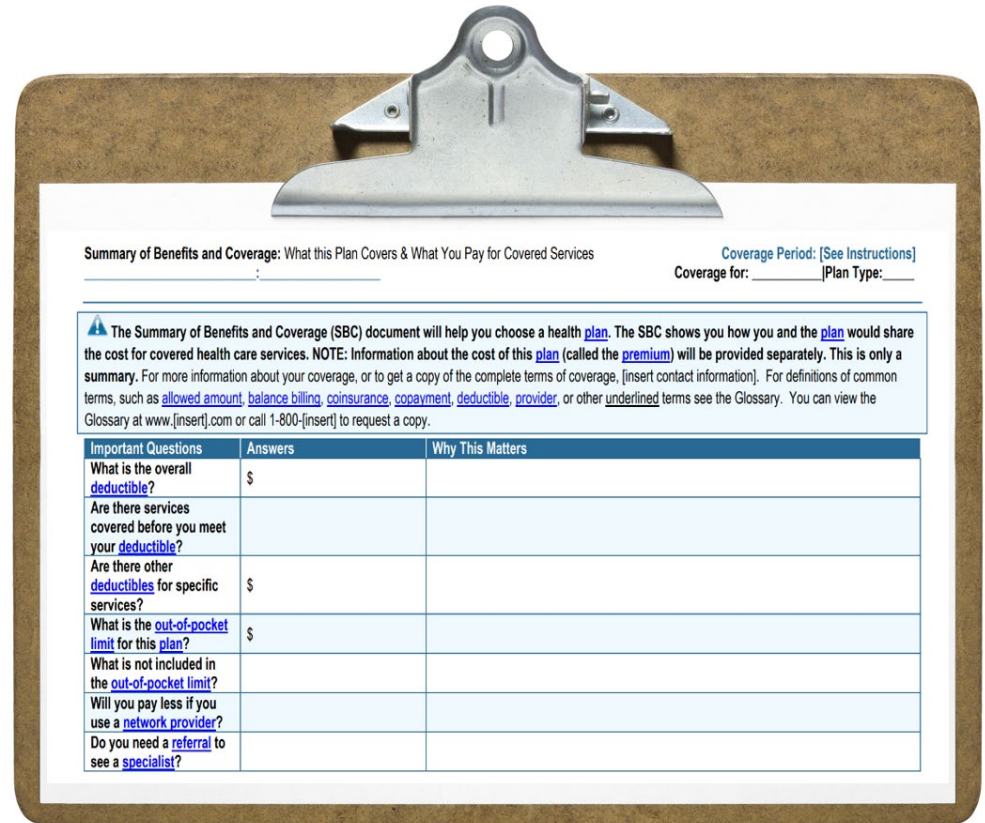 Summary of Benefits and Coverage: What this Plan Covers & What You Pay for Covered Services
Coverage Period: [See Instructions]
____________________________:____________________
Coverage for: __________|Plan Type:_____
The Summary of Benefits and Coverage (SBC) document will help you choose a health plan. The SBC shows you how you and the plan would share
the cost for covered health care services. NOTE: Information about the cost of this plan (called the premium) will be provided separately. This is only a
summary. For more information about your coverage, or to get a copy of the complete terms of coverage, [insert contact information]. For definitions of common
terms, such as allowed amount, balance billing, coinsurance, copayment, deductible, provider, or other underlined terms see the Glossary. You can view the
Glossary at www.[insert].com or call 1-800-[insert] to request a copy.
Important Questions Answers Why This Matters
What is the overall
deductible?
$
Are there services
covered before you meet
your deductible?
Are there other
deductibles for specific
services?
$
What is the out-of-pocket
limit for this plan?
$
What is not included in
the out-of-pocket limit?
Will you pay less if you
use a network provider?
Do you need a referral to
see a specialist?